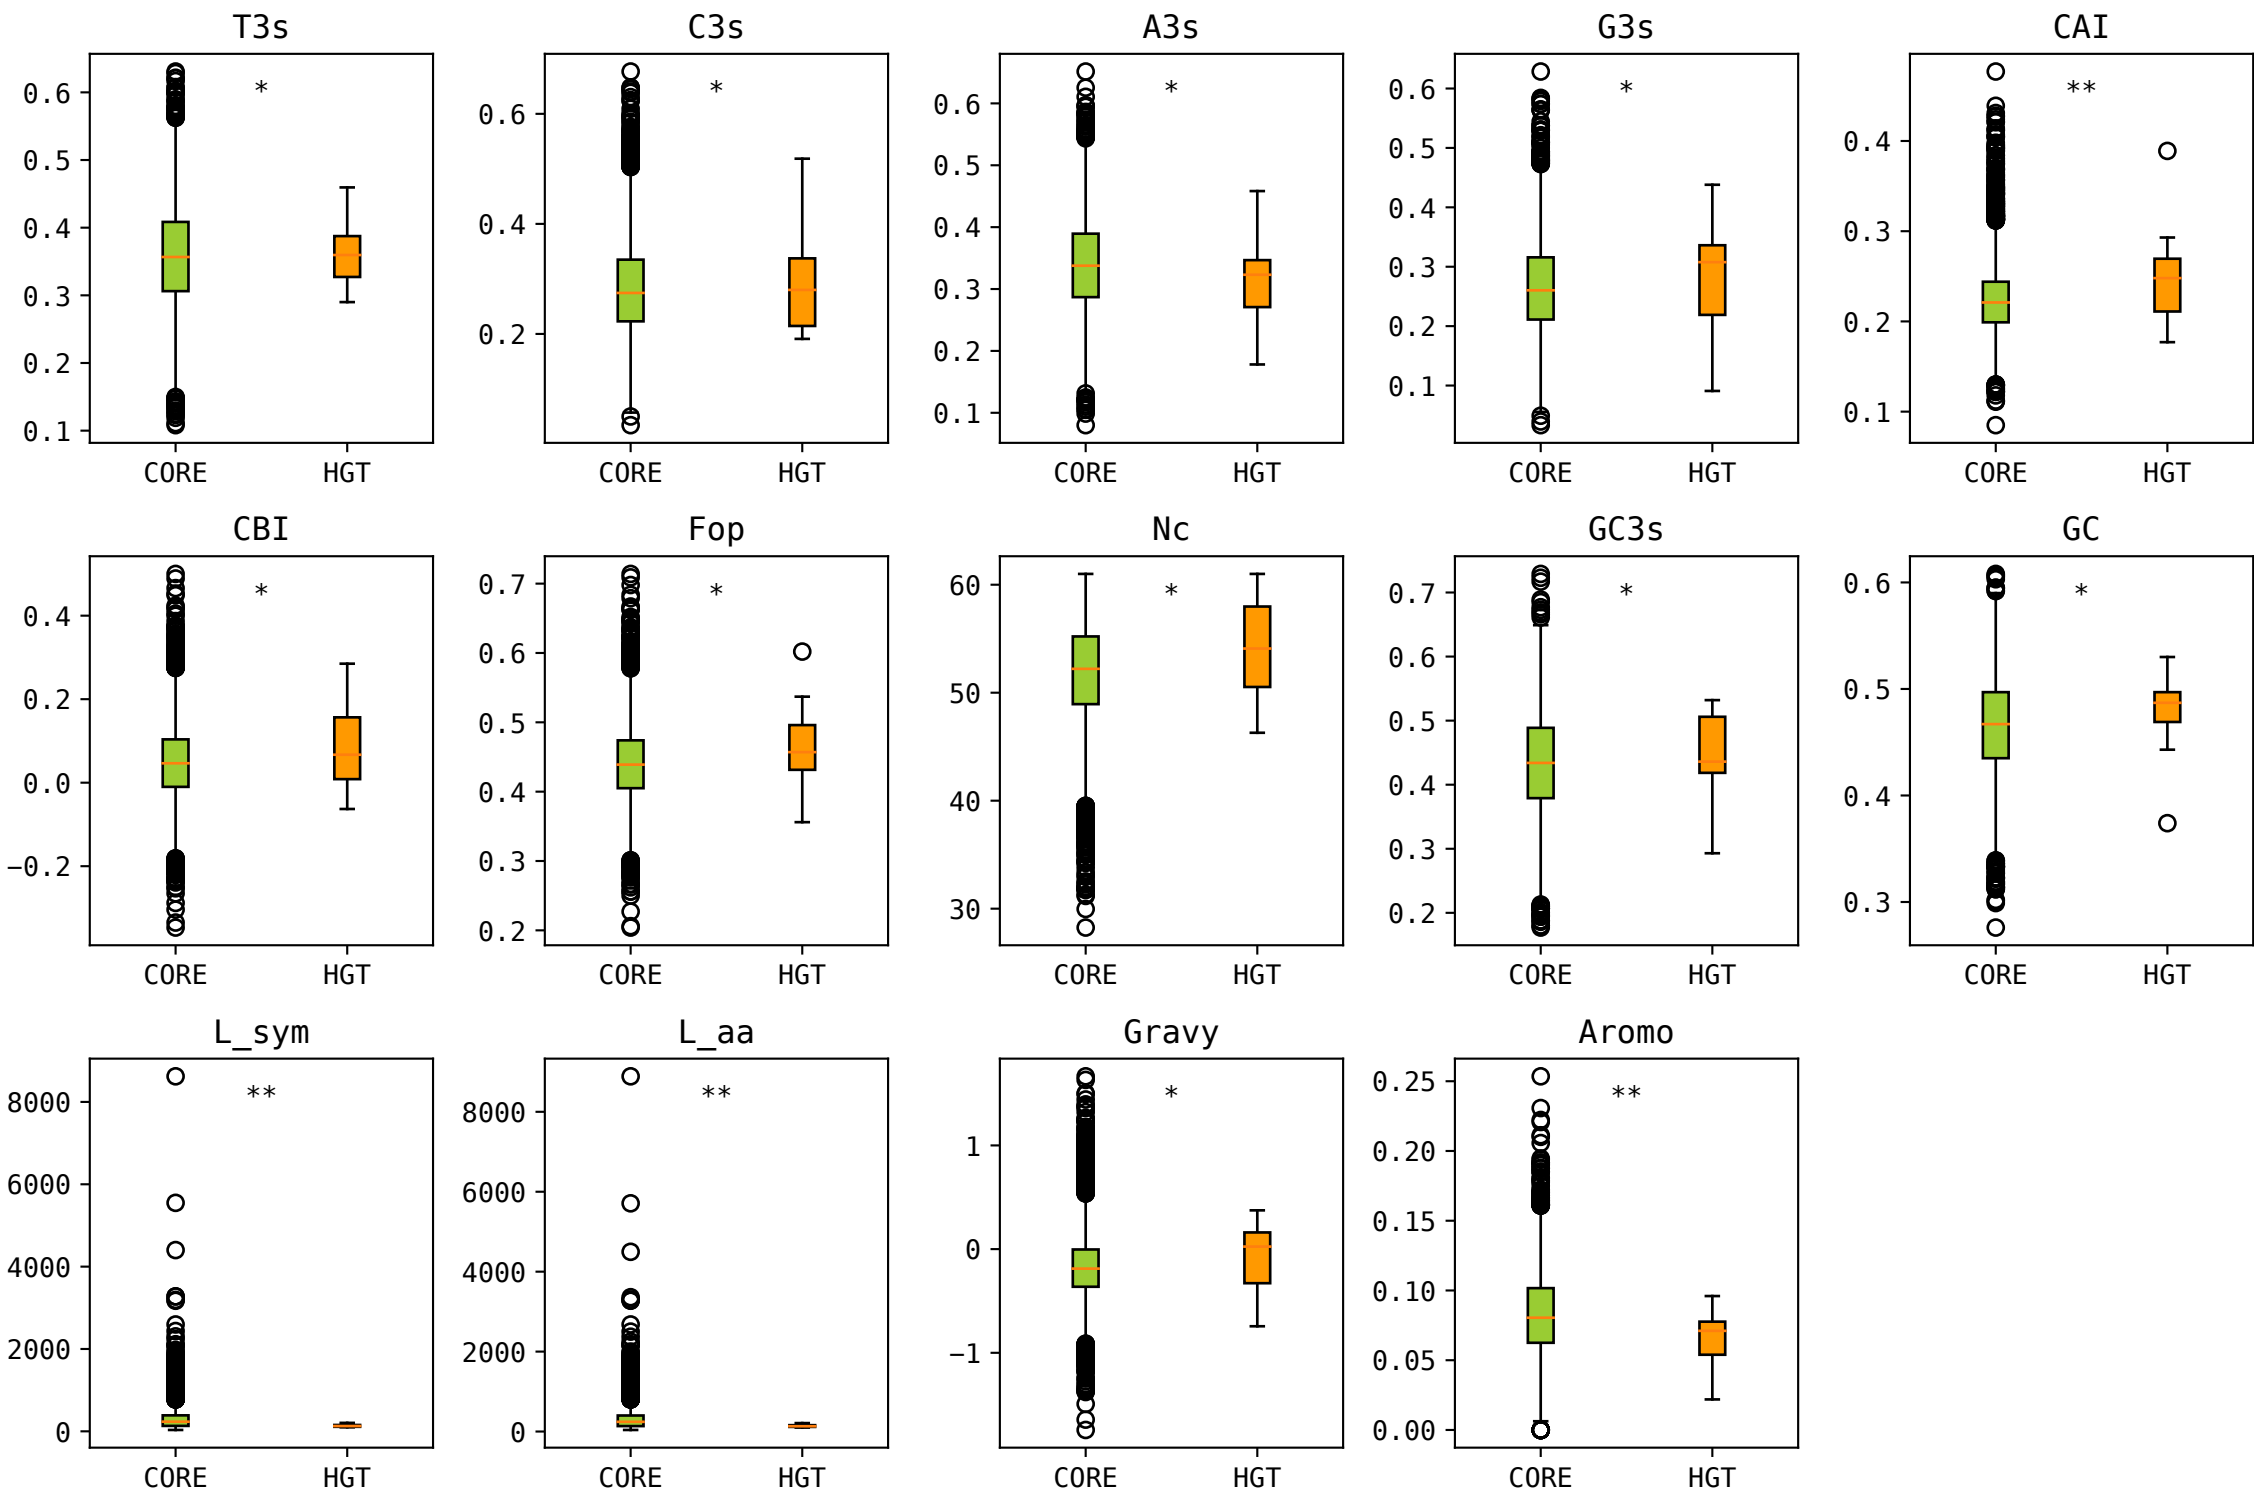 T3s C3s A3s G3s CAI
* * * * **
0.6 0.6 0.6 0.6 0.4
0.5 0.4 0.5 0.5 0.3
0.4 0.2 0.4 0.4 0.2
0.3 0.3 0.3 0.1
0.2 0.2 0.2
0.1 0.1 0.1
CORE HGT CORE HGT CORE HGT CORE HGT CORE HGT
CBI Fop Nc GC3s GC
* * * * *
0.4 0.7 60 0.7 0.6
0.2 0.6 50 0.6 0.5
0.0 0.5 40 0.5 0.4
−0.2 0.4 30 0.4 0.3
0.3 0.3
0.2 0.2
CORE HGT CORE HGT CORE HGT CORE HGT CORE HGT
L_sym L_aa Gravy Aromo
** ** * **
8000 8000 1 0.25
6000 6000 0 0.20
4000 4000 −1 0.15
2000 2000 0.10
0 0 0.05
0.00
CORE HGT CORE HGT CORE HGT CORE HGT